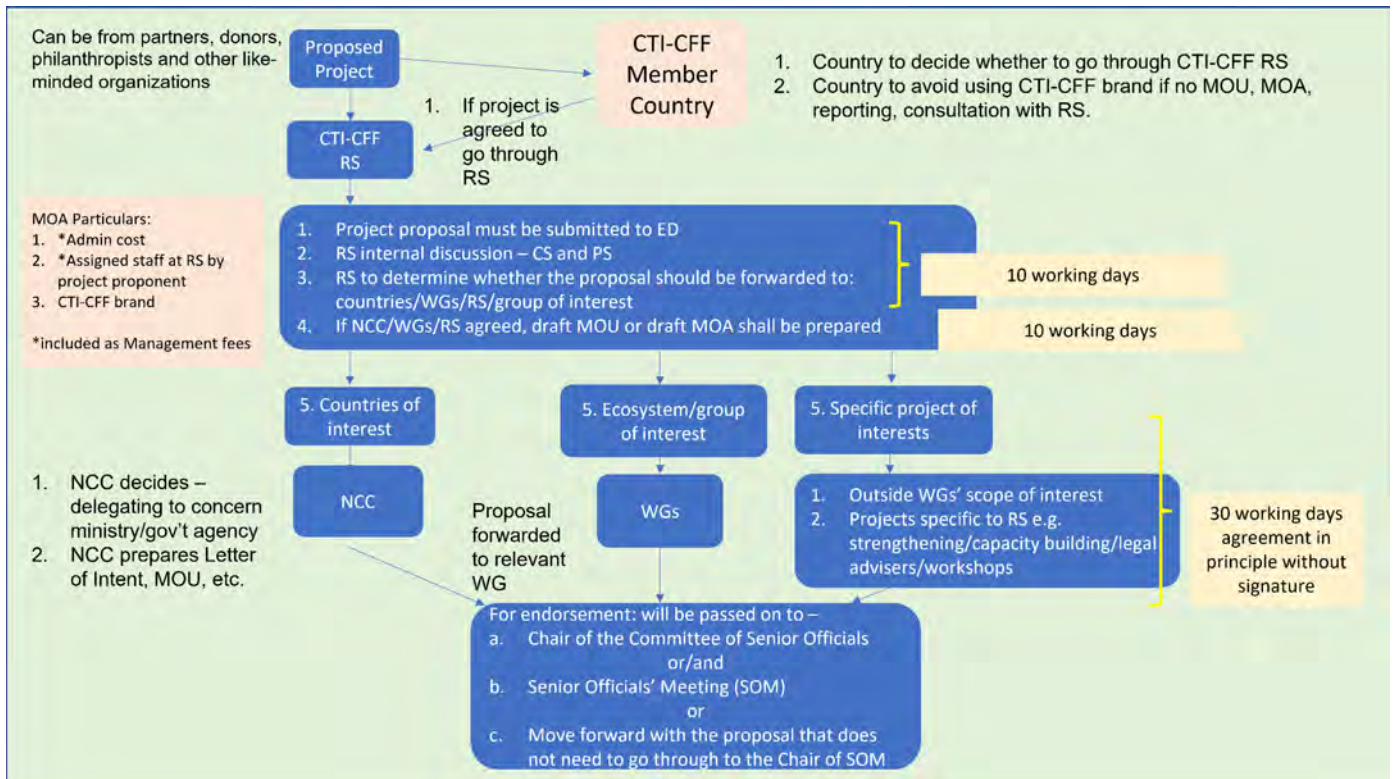 Can be from partners, donors,
philanthropists and other like-
minded organizations
Proposed
Project
CTI-CFF
Member
Country
1. Country to decide whether to go through CTI-CFF RS
2. Country to avoid using CTI-CFF brand if no MOU, MOA,
reporting, consultation with RS.
1. If project is
agreed to
go through
RS
CTI-CFF
RS
MOA Particulars:
1. *Admin cost
2. *Assigned staff at RS by
project proponent
3. CTI-CFF brand
*included as Management fees
1. Project proposal must be submitted to ED
2. RS internal discussion – CS and PS
3. RS to determine whether the proposal should be forwarded to:
countries/WGs/RS/group of interest
4. If NCC/WGs/RS agreed, draft MOU or draft MOA shall be prepared
10 working days
10 working days
5. Countries of
interest
5. Ecosystem/group
of interest
5. Specific project of
interests
1. NCC decides –
delegating to concern
ministry/gov't agency
2. NCC prepares Letter
of Intent, MOU, etc.
NCC
Proposal
forwarded
to relevant
WG
WGs
1. Outside WGs' scope of interest
2. Projects specific to RS e.g.
strengthening/capacity building/legal
advisers/workshops
30 working days
agreement in
principle without
signature
For endorsement: will be passed on to –
a. Chair of the Committee of Senior Officials
or/and
b. Senior Officials' Meeting (SOM)
or
c. Move forward with the proposal that does
not need to go through to the Chair of SOM